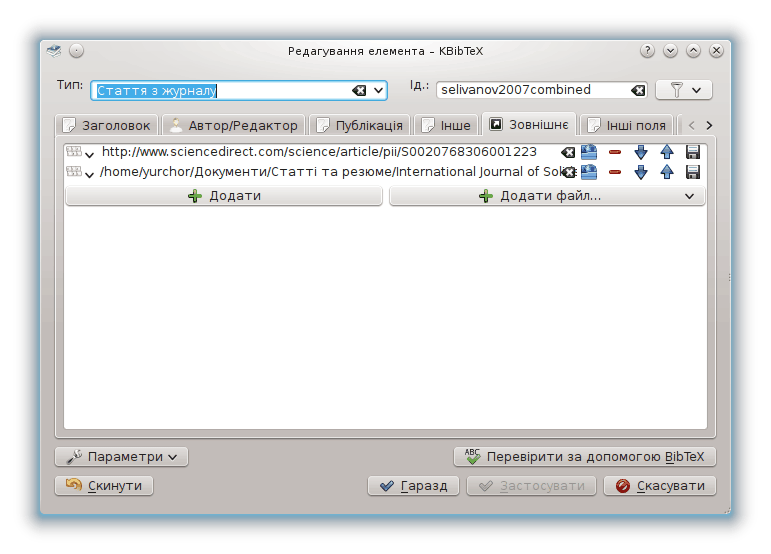 Редагування елемента – KBibTeX
Тип: Стаття з журналу Ід.: selivanov2007combined
Заголовок Автор/Редактор Публікація Інше Зовнішнє Інші поля
http://www.sciencedirect.com/science/article/pii/S0020768306001223
/home/yurchor/Документи/Статті та резюме/International Journal of
Додати Додати файл...
Параметри Перевірити за допомогою BibTeX
Скинути Гаразд Застосувати Скасувати